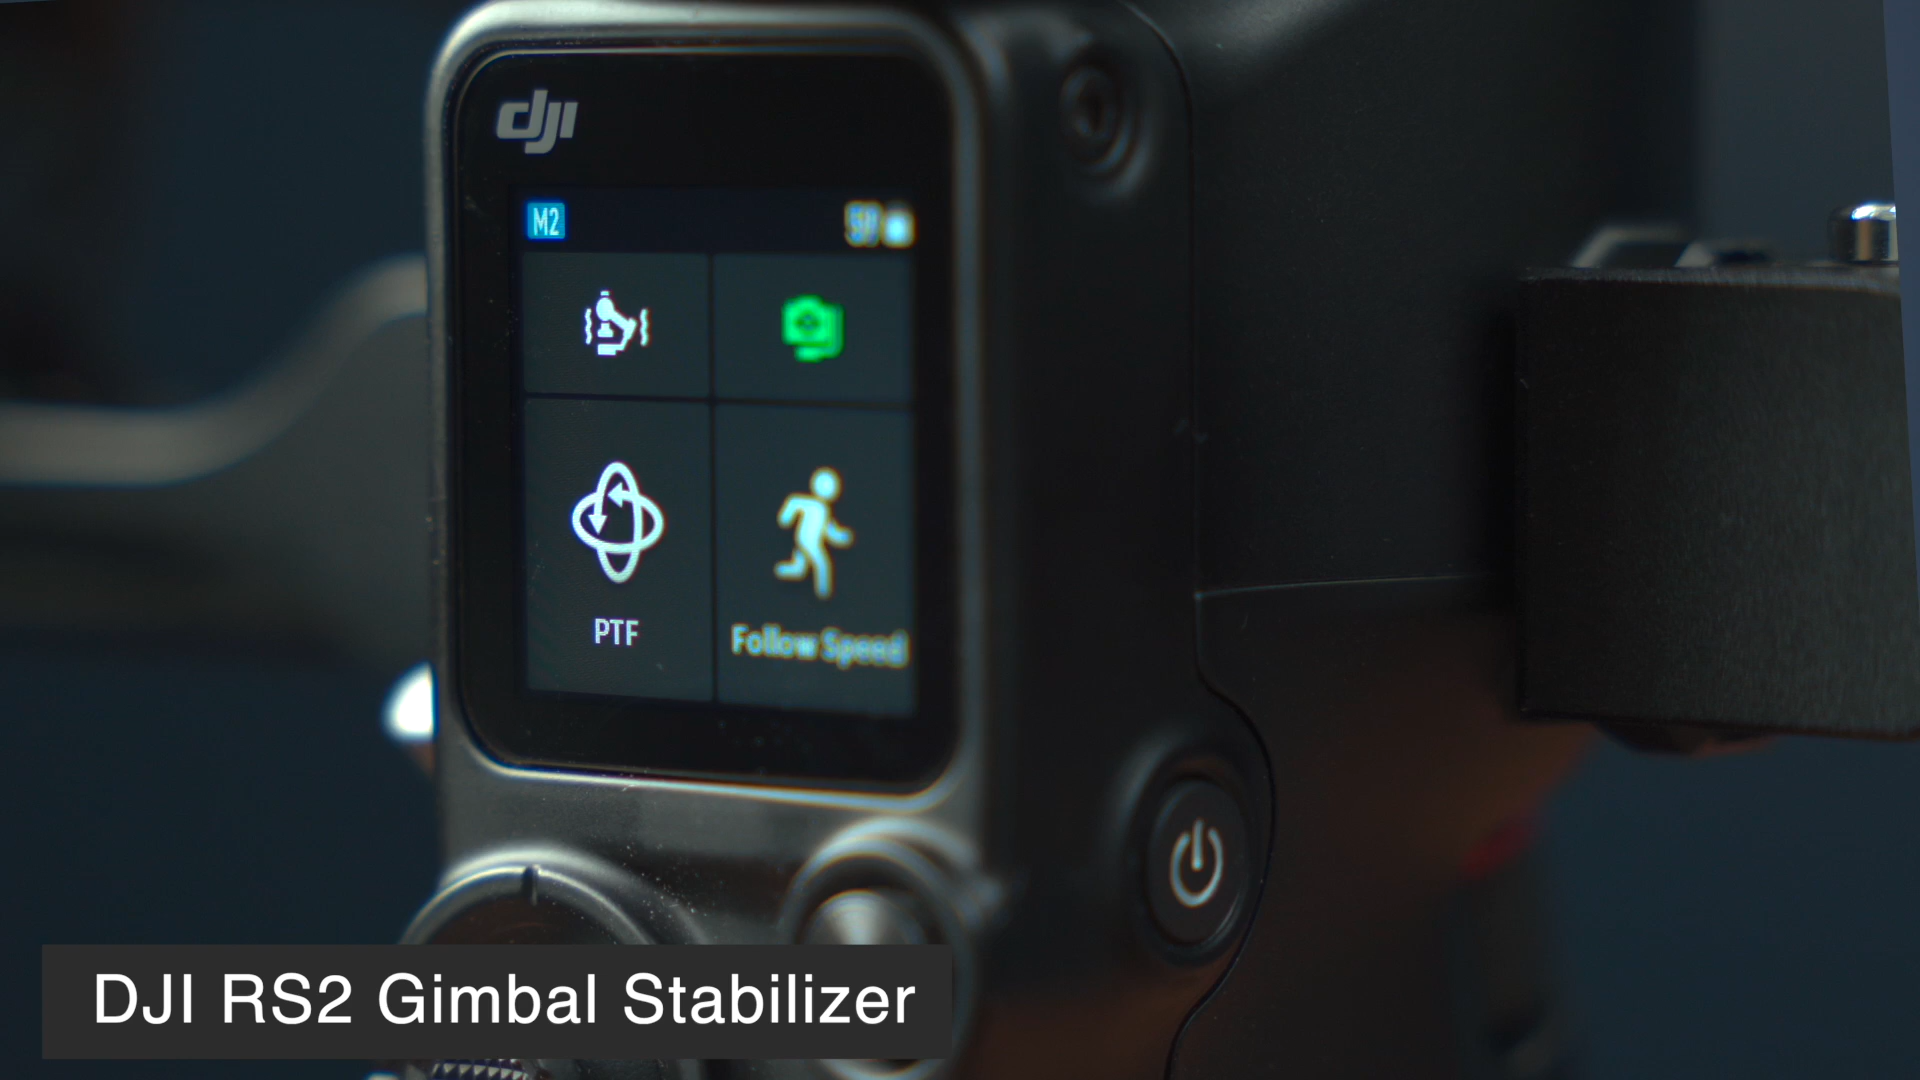 dji
M2
PTF
Follow Speed
DJI RS2 Gimbal Stabilizer